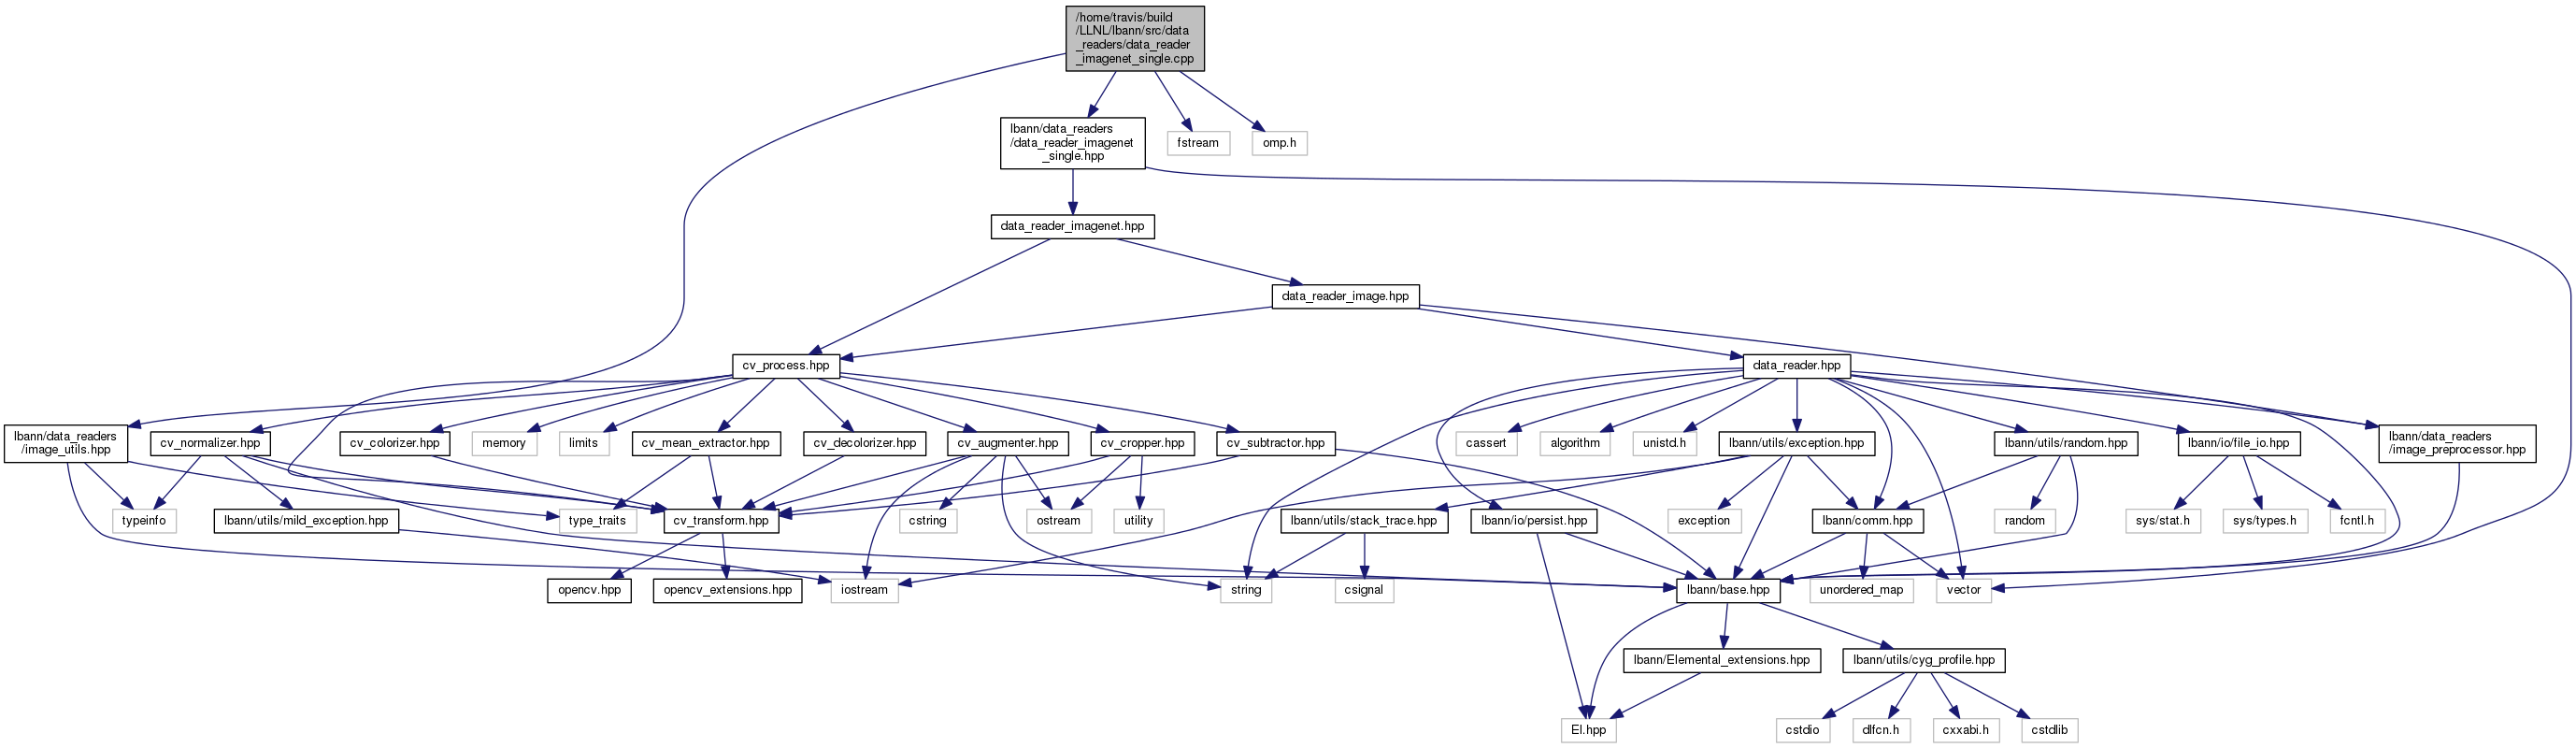 /home/travis/build
/LLNL/lbann/src/data
_readers/data_reader
_imagenet_single.cpp
lbann/data_readers
/data_reader_imagenet
_single.hpp
fstream
omp.h
data_reader_imagenet.hpp
data_reader_image.hpp
cv_process.hpp
data_reader.hpp
lbann/data_readers
/image_utils.hpp
cv_normalizer.hpp
cv_colorizer.hpp
memory
limits
cv_mean_extractor.hpp
cv_decolorizer.hpp
cv_augmenter.hpp
cv_cropper.hpp
cv_subtractor.hpp
cassert
algorithm
unistd.h
lbann/utils/exception.hpp
lbann/utils/random.hpp
lbann/io/file_io.hpp
lbann/data_readers
/image_preprocessor.hpp
typeinfo
lbann/utils/mild_exception.hpp
type_traits
cv_transform.hpp
cstring
ostream
utility
lbann/utils/stack_trace.hpp
lbann/io/persist.hpp
exception
lbann/comm.hpp
random
sys/stat.h
sys/types.h
fcntl.h
opencv.hpp
opencv_extensions.hpp
iostream
string
csignal
lbann/base.hpp
unordered_map
vector
lbann/Elemental_extensions.hpp
lbann/utils/cyg_profile.hpp
El.hpp
cstdio
dlfcn.h
cxxabi.h
cstdlib